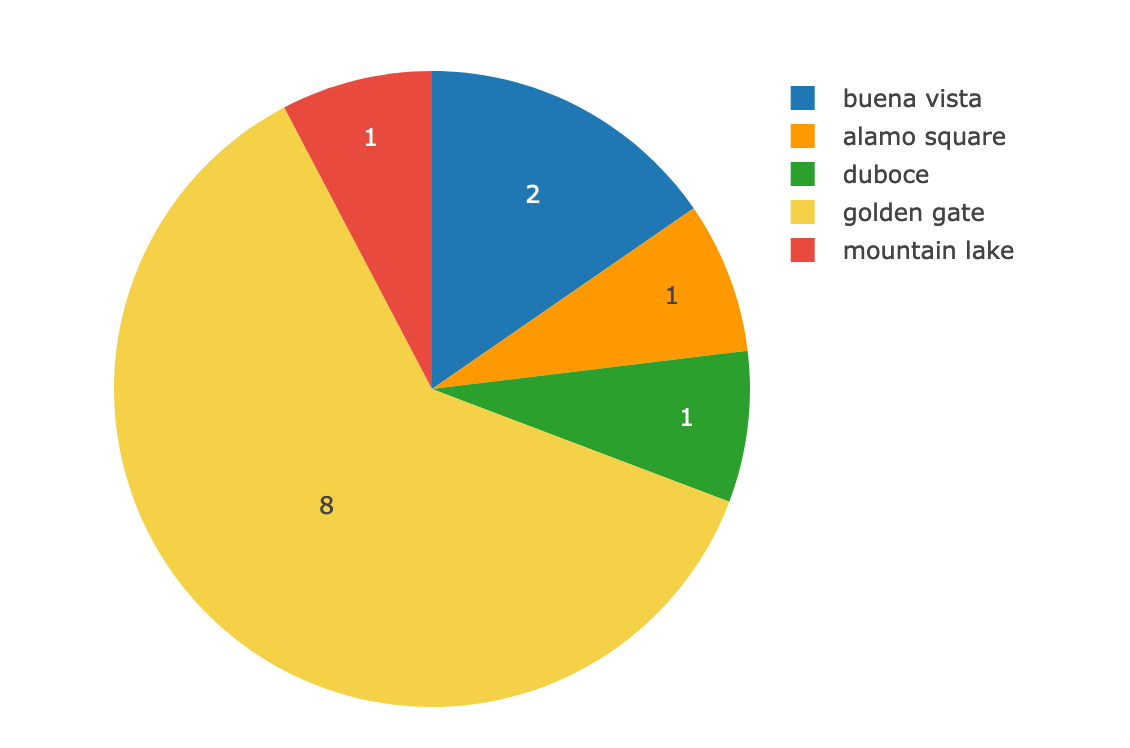 buena vista
alamo square
duboce
golden gate
mountain lake
1
2
1
1
8